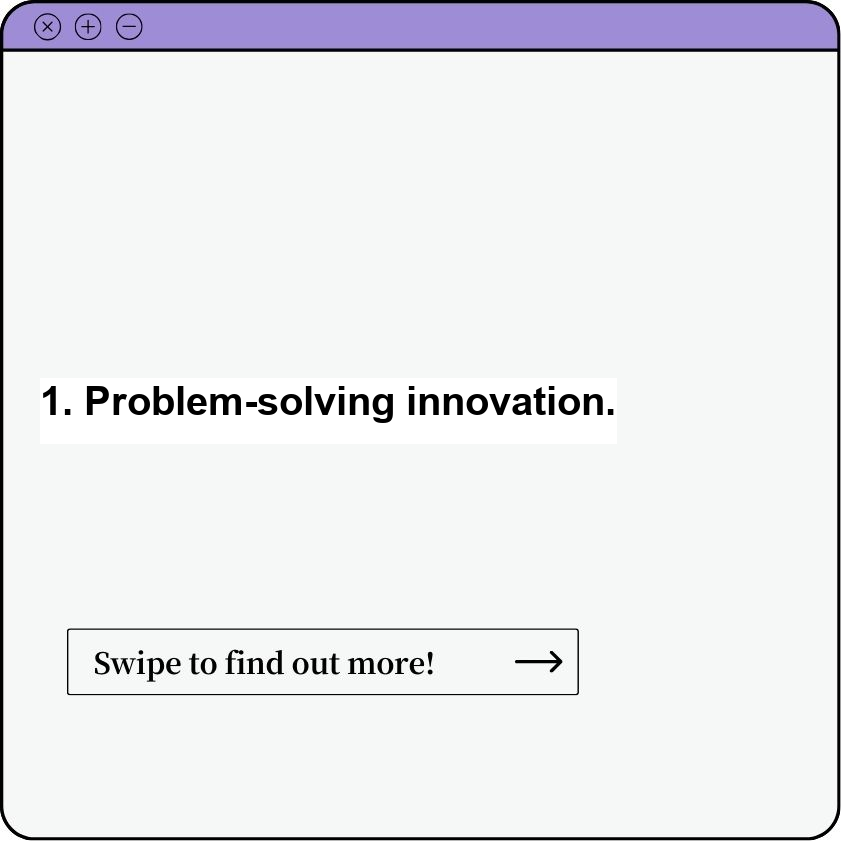 1. Problem-solving innovation.
Swipe to find out more!